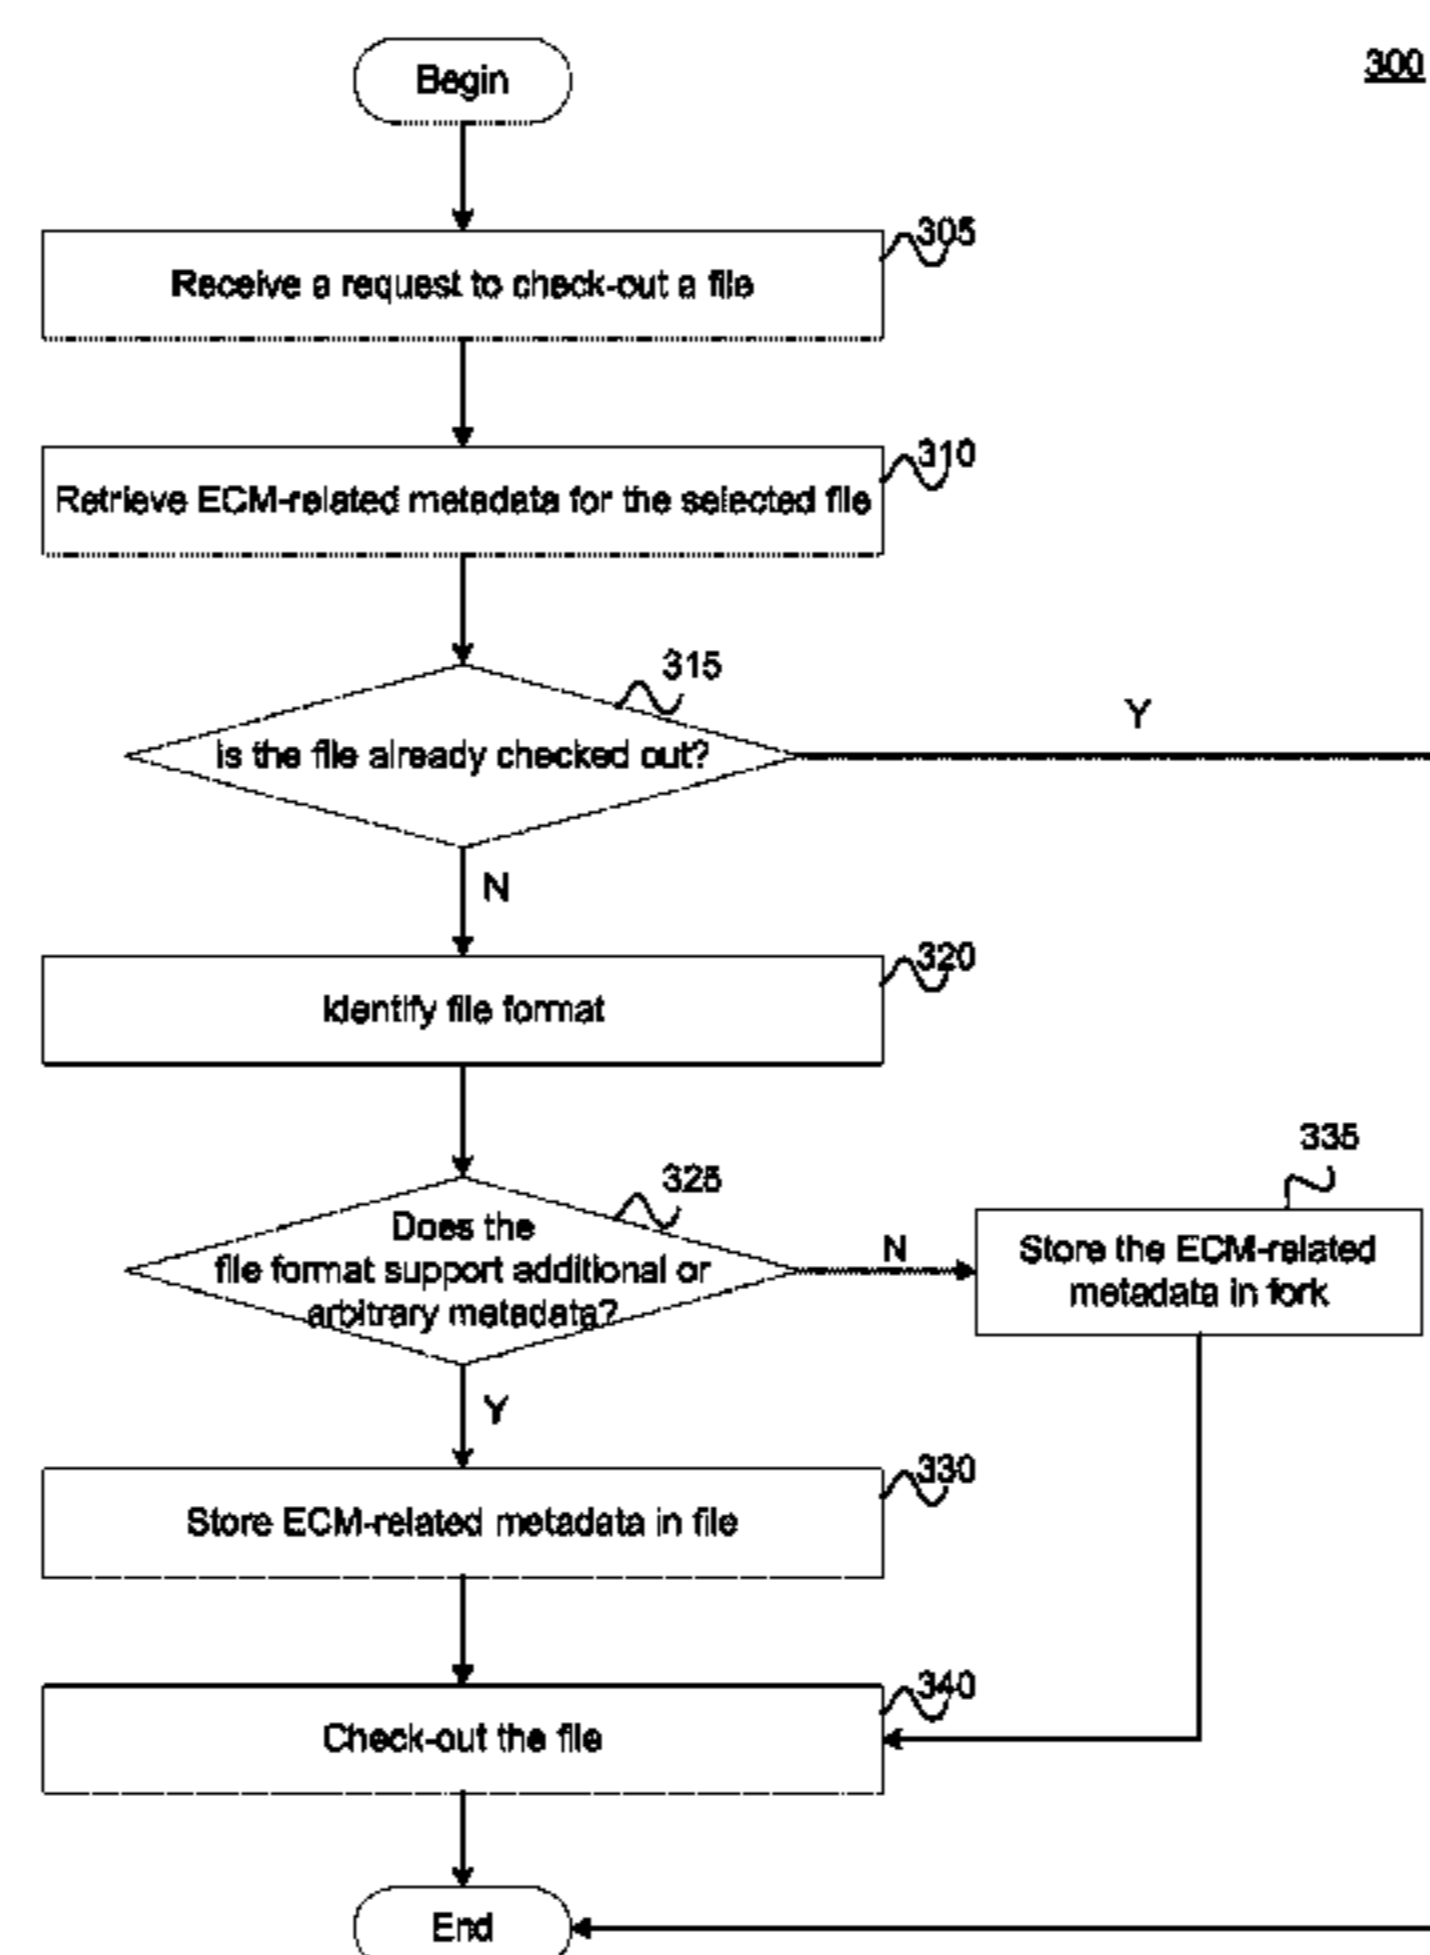 Begin
300
305
Receive a request to check-out a file
310
Retrieve ECM-related metadata for the selected file
315
Is the file already checked out?
Y
N
320
Identify file format
325
Does the
file format support additional or
arbitrary metadata?
N
335
Store the ECM-related
metadata in fork
Y
330
Store ECM-related metadata in file
340
Check-out the file
End